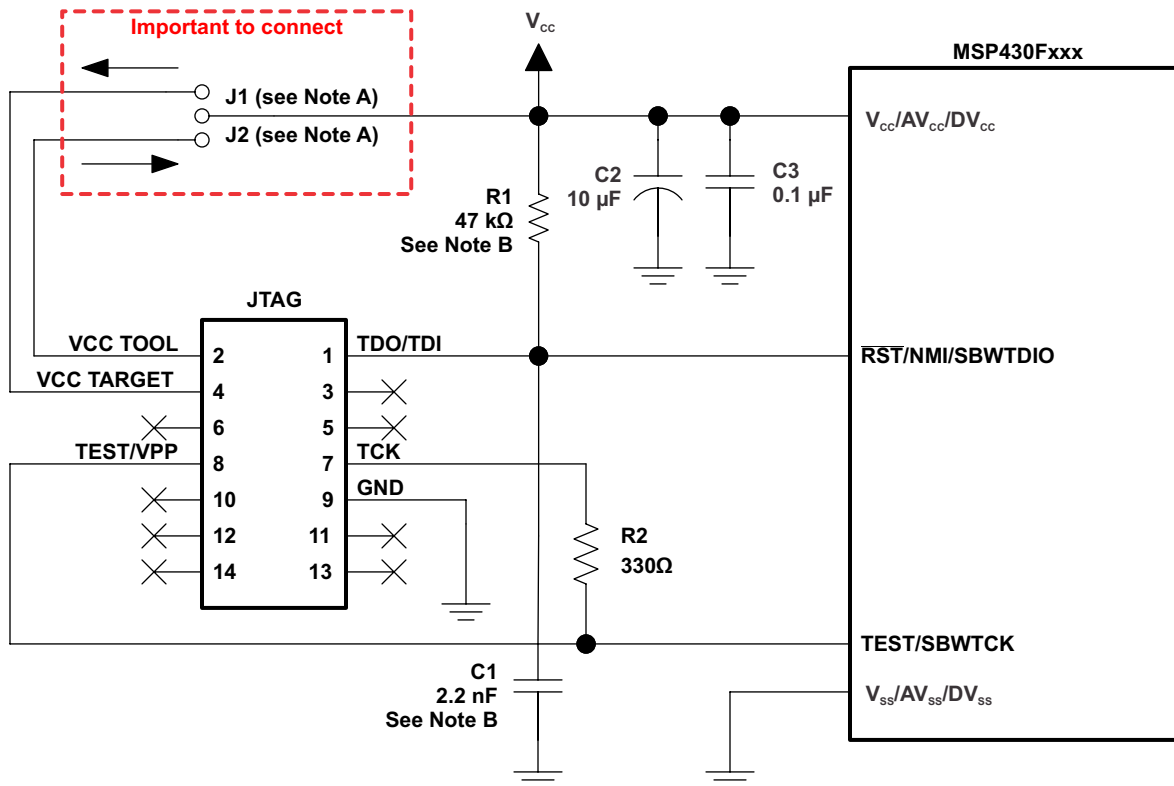 Important to connect
J1 (see Note A)
J2 (see Note A)
Vcc
MSP430Fxxx
Vcc/AVcc/DVcc
C2
10 µF
C3
0.1 µF
R1
47 kΩ
See Note B
JTAG
VCC TOOL
2
1
TDO/TDI
RST/NMI/SBWTDIO
VCC TARGET
4
3
6
5
TEST/VPP
8
7
TCK
10
9
GND
12
11
14
13
R2
330Ω
TEST/SBWTCK
C1
2.2 nF
See Note B
Vss/AVss/DVss